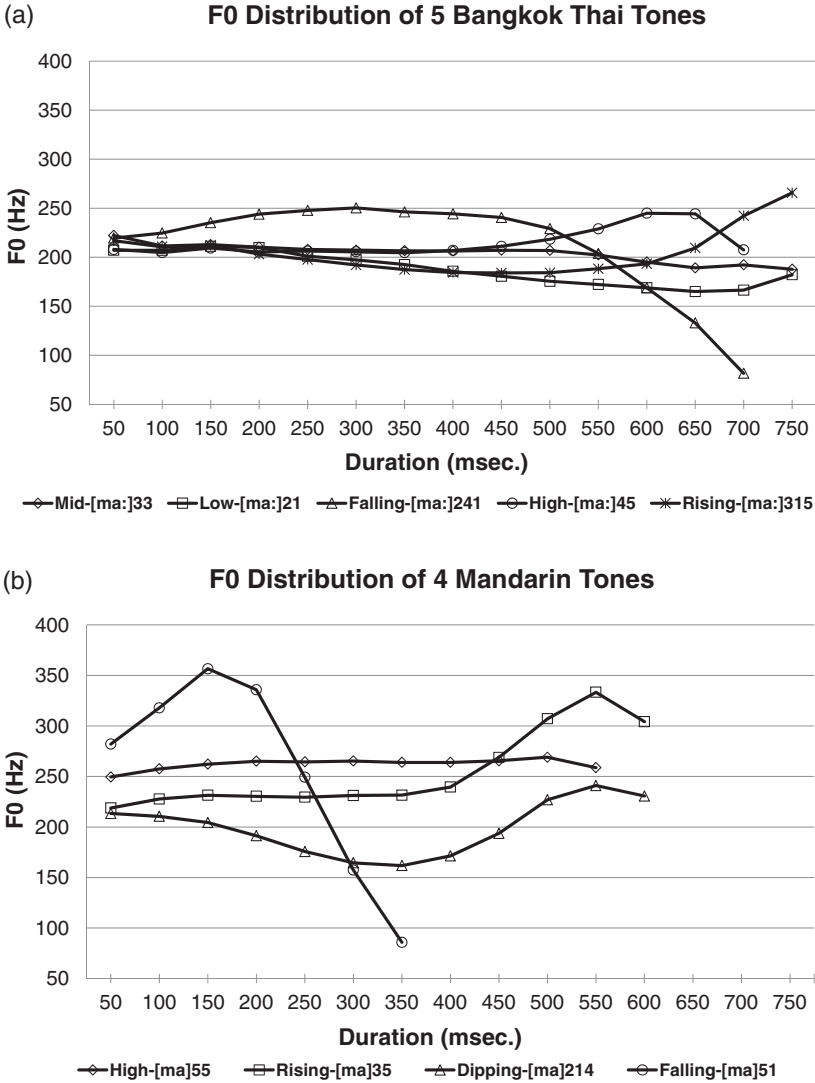 (a) F0 Distribution of 5 Bangkok Thai Tones
400
350
300
250
200
150
100
50
F0 (Hz)
50 100 150 200 250 300 350 400 450 500 550 600 650 700 750
Duration (msec.)
Mid-[ma:]33 Low-[ma:]21 Falling-[ma:]241 High-[ma:]45 Rising-[ma:]315
(b) F0 Distribution of 4 Mandarin Tones
400
350
300
250
200
150
100
50
F0 (Hz)
50 100 150 200 250 300 350 400 450 500 550 600 650 700 750
Duration (msec.)
High-[ma]55 Rising-[ma]35 Dipping-[ma]214 Falling-[ma]51